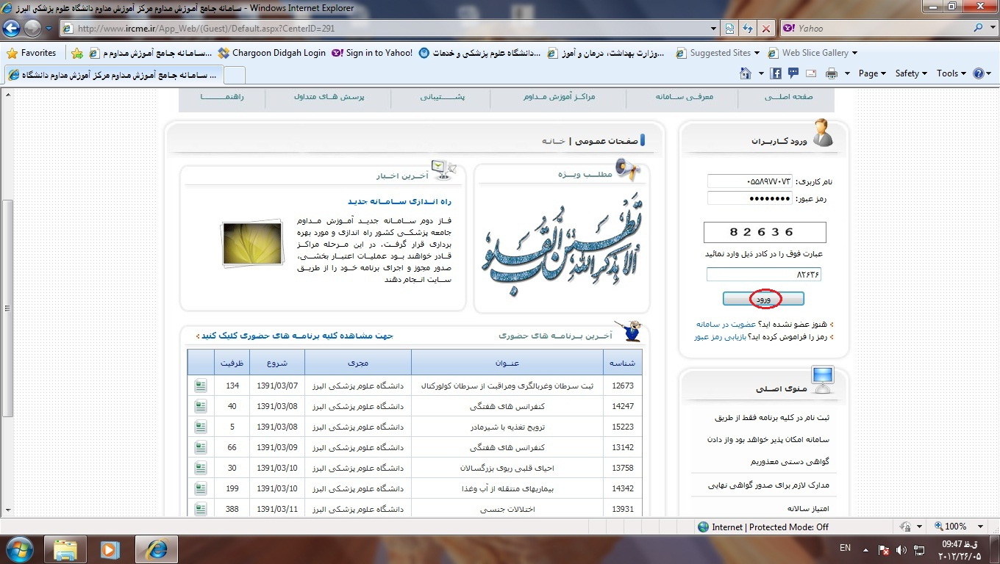 سامانه جامع آموزش مداوم مرکز آموزش مداوم دانشگاه علوم پزشکی البرز - Windows Internet Explorer
http://www.ircme.ir/App_Web/(Guest)/Default.aspx?CenterID=291
Yahoo
Favorites
سامانه جامع آموزش مداوم م...
Chargoon Didgah Login
Sign in to Yahoo!
دانشگاه علوم پزشکی و خدمات...
وزارت بهداشت، درمان و آموز...
Suggested Sites
Web Slice Gallery
سامانه جامع آموزش مداوم مرکز آموزش مداوم دانشگاه ...
Page Safety Tools
صفحه اصلی
معرفی سامانه
مراکز آموزش مداوم
پشتیبانی
پرسش های متداول
راهنما
ورود کاربران
نام کاربری: ۰۵۵۸۹۷۷۰۷۳
رمز عبور: ●●●●●●●●
8 2 6 3 6
عبارت فوق را در کادر ذیل وارد نمائید
۸۲۶۳۶
ورود
هنوز عضو نشده اید؟ عضویت در سامانه
رمز را فراموش کرده اید؟ بازیابی رمز عبور
منوی اصلی
ثبت نام در کلیه برنامه فقط از طریق
سامانه امکان پذیر خواهد بود واز دادن
گواهی دستی معذوریم
مدارک لازم برای صدور گواهی نهایی
امتیاز سالانه
صفحات عمومی | خانه
مطلب ویژه
ألا بذكر الله تطمئن القلوب
آخرین اخبار
راه اندازی سامانه جدید
فاز دوم سامانه جدید آموزش مداوم
جامعه پزشکی کشور راه اندازی و مورد بهره
برداری قرار گرفت. در این مرحله مراکز
قادر خواهند بود عملیات اعتبار بخشی،
صدور مجوز و اجرای برنامه خود را از طریق
سایت انجام دهند
آخرین برنامه های حضوری
جهت مشاهده کلیه برنامه های حضوری کلیک کنید
شناسه عنوان مجری شروع ظرفیت
12673 ثبت سرطان وغربالگری ومراقبت از سرطان کولورکتال دانشگاه علوم پزشکی البرز 1391/03/07 134
14247 کنفرانس های هفتگی دانشگاه علوم پزشکی البرز 1391/03/08 40
15223 ترویج تغذیه با شیرمادر دانشگاه علوم پزشکی البرز 1391/03/08 5
13142 کنفرانس های هفتگی دانشگاه علوم پزشکی البرز 1391/03/09 66
13758 احیای قلبی ریوی بزرگسالان دانشگاه علوم پزشکی البرز 1391/03/10 30
14342 بیماریهای منتقله از آب وغذا دانشگاه علوم پزشکی البرز 1391/03/10 199
13931 اختلالات جنسی دانشگاه علوم پزشکی البرز 1391/03/11 388
Internet | Protected Mode: Off
100%
EN
09:47 ق.ظ
۲۰۱۲/۲۶/۰۵